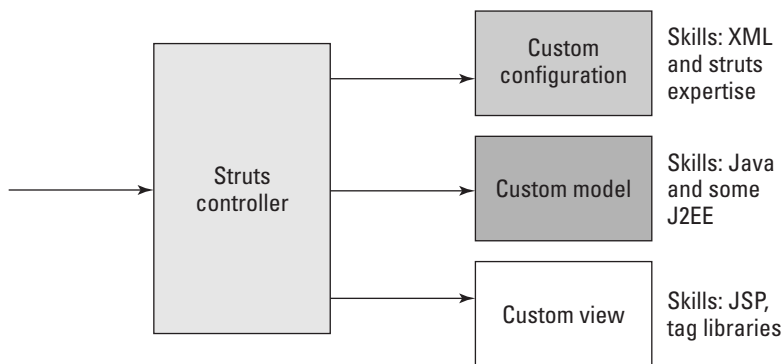 Struts
controller
Custom
configuration
Skills: XML
and struts
expertise
Custom model
Skills: Java
and some
J2EE
Custom view
Skills: JSP,
tag libraries